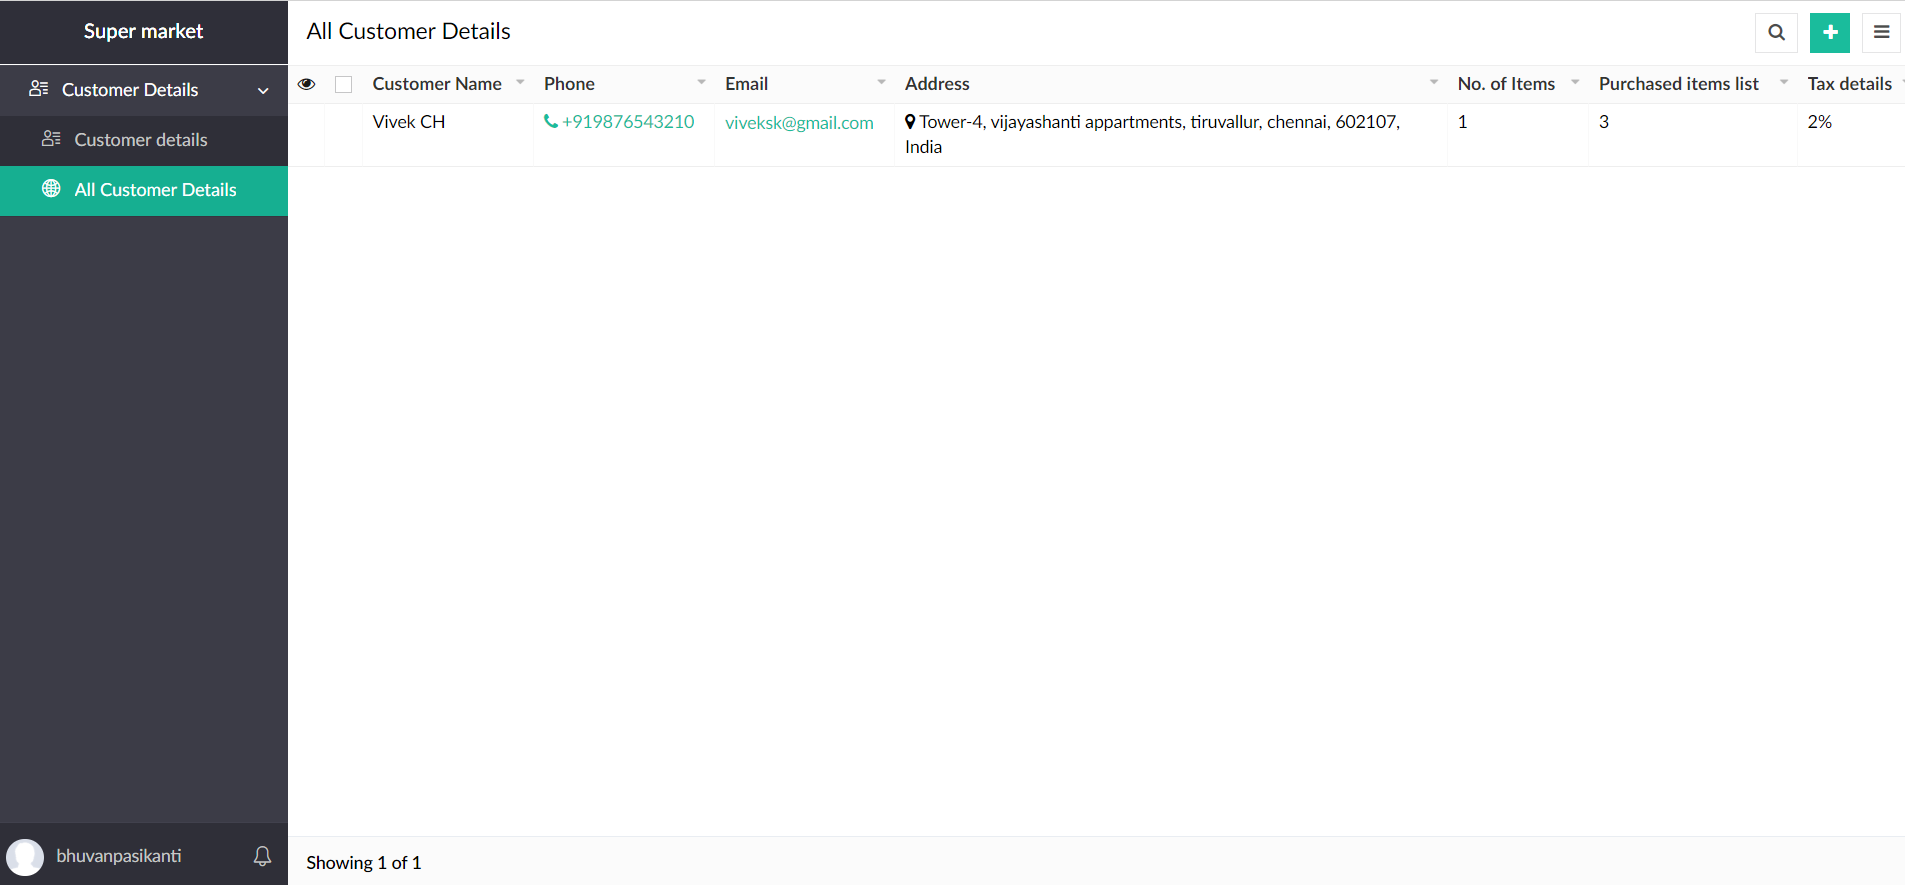 Super market
Customer Details
Customer details
All Customer Details
bhuvanpasikanti
All Customer Details
Customer Name Phone Email Address No. of Items Purchased items list Tax details
Vivek CH +919876543210 viveksk@gmail.com Tower-4, vijayashanti appartments, tiruvallur, chennai, 602107, 1 3 2%
India
Showing 1 of 1